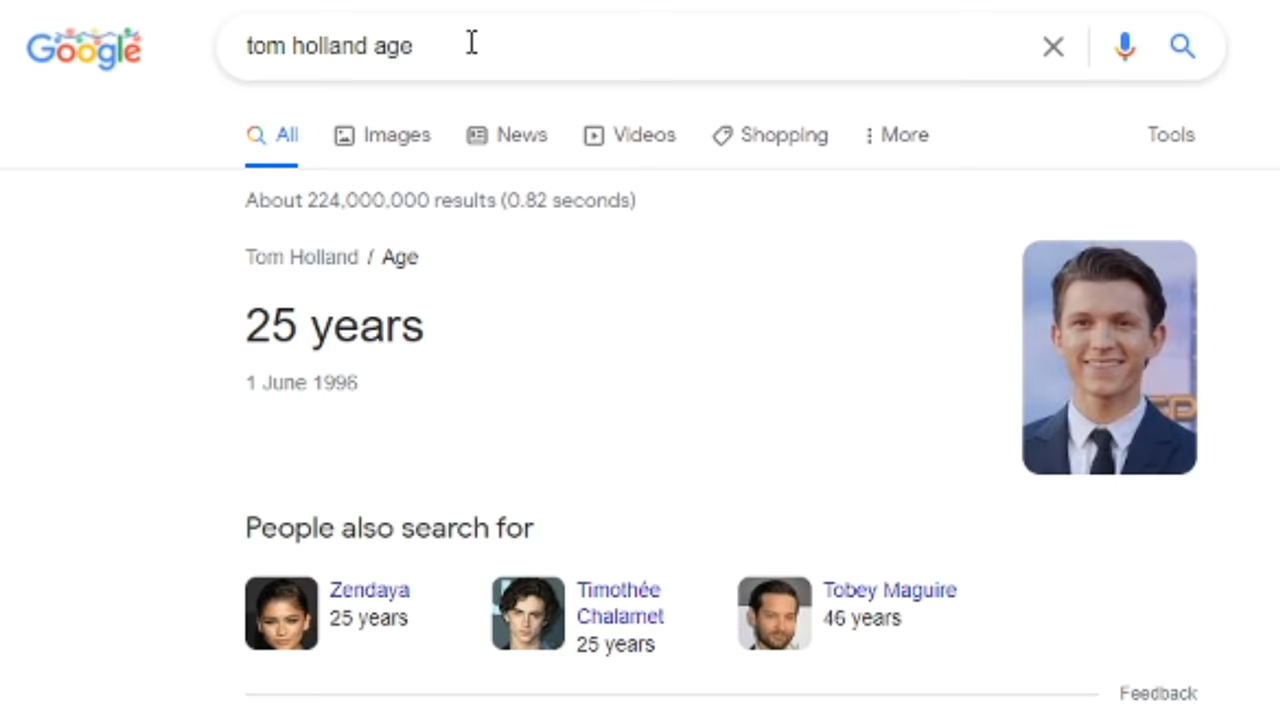 Google
tom holland age
All Images News Videos Shopping More Tools
About 224,000,000 results (0.82 seconds)
Tom Holland / Age
25 years
1 June 1996
People also search for
Zendaya
25 years
Timothée
Chalamet
25 years
Tobey Maguire
46 years
Feedback